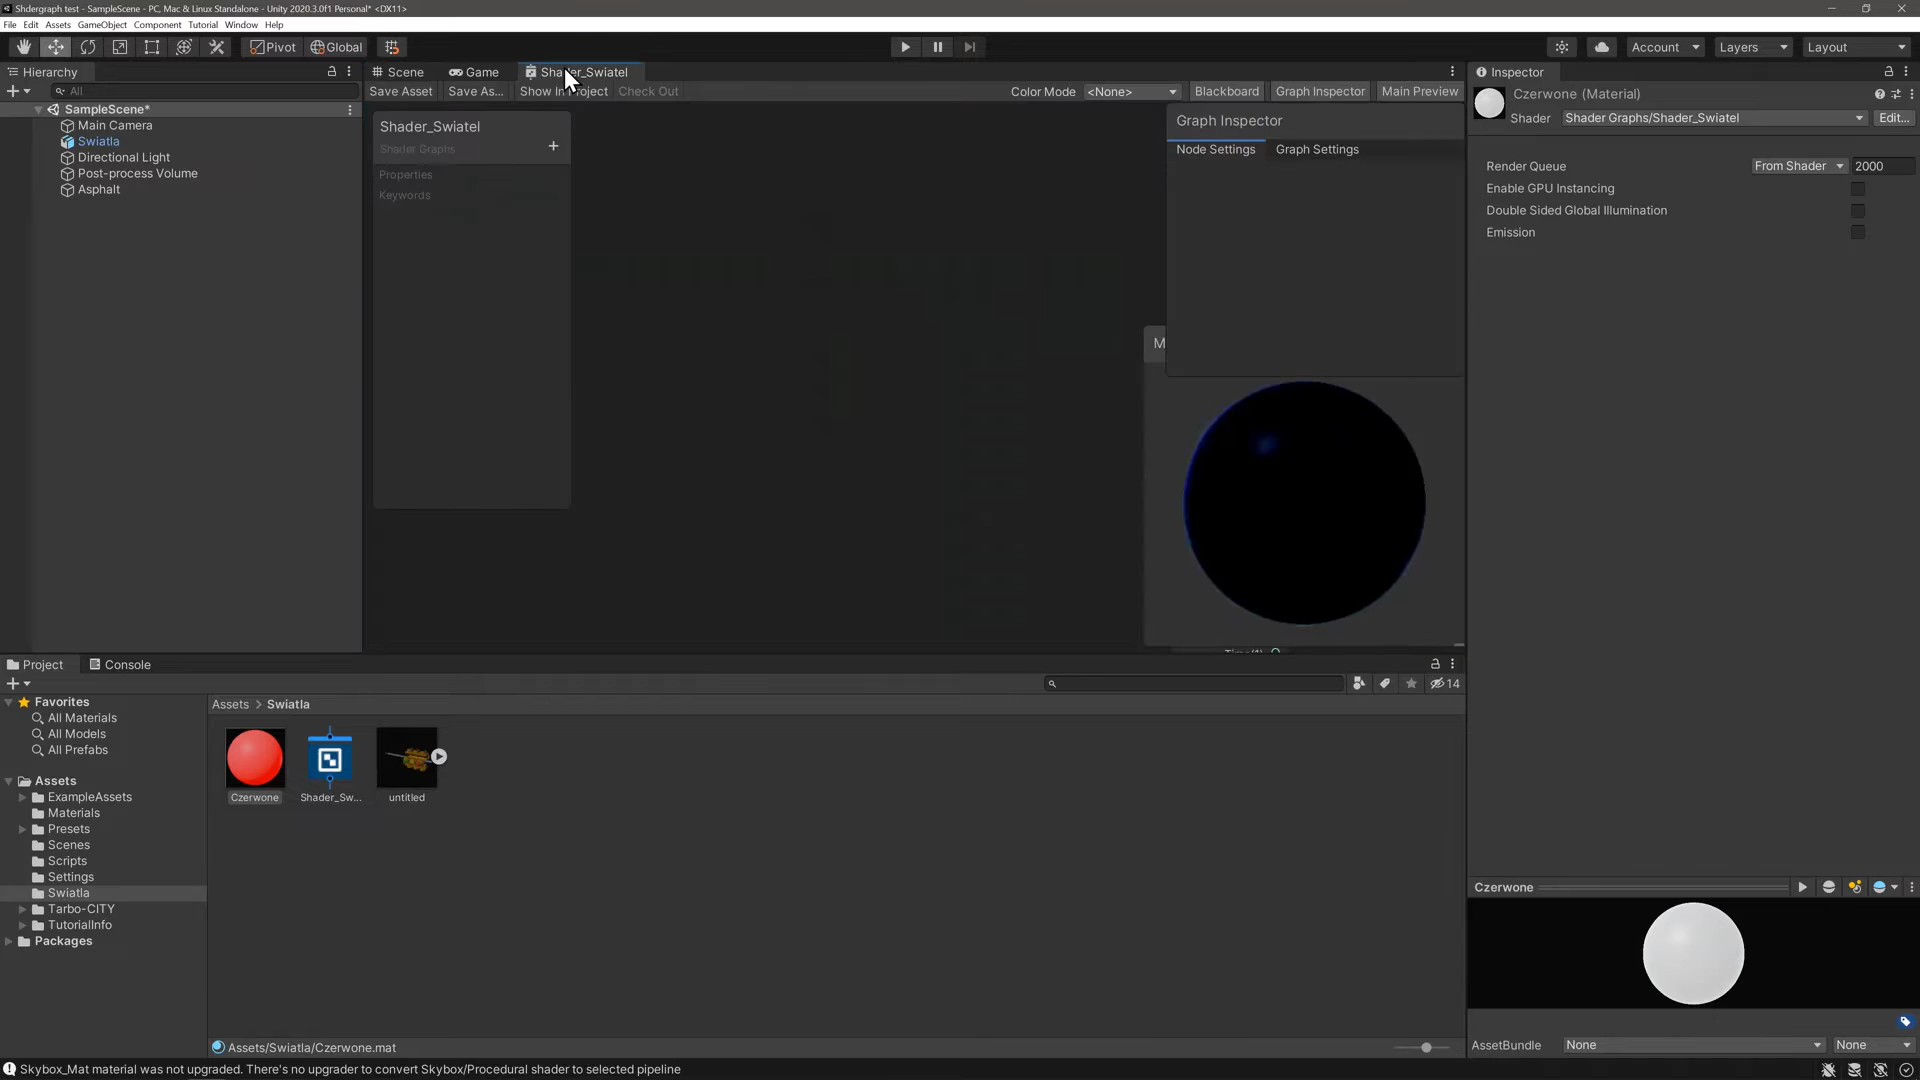 Shdergraph test - SampleScene - PC, Mac & Linux Standalone - Unity 2020.3.0f1 Personal* <DX11>
File Edit Assets GameObject Component Tutorial Window Help
Pivot Global Account Layers Layout
Hierarchy
All
SampleScene*
Main Camera
Swiatla
Directional Light
Post-process Volume
Asphalt
Scene Game Shader_Swiatel
Save Asset Save As... Show In Project Check Out Color Mode <None> Blackboard Graph Inspector Main Preview
Shader_Swiatel
Shader Graphs
Properties
Keywords
Graph Inspector
Node Settings Graph Settings
M
Inspector
Czerwone (Material)
Shader Shader Graphs/Shader_Swiatel Edit...
Render Queue From Shader 2000
Enable GPU Instancing
Double Sided Global Illumination
Emission
Project Console
14
Favorites
All Materials
All Models
All Prefabs
Assets
ExampleAssets
Materials
Presets
Scenes
Scripts
Settings
Swiatla
Tarbo-CITY
TutorialInfo
Packages
Assets > Swiatla
Czerwone Shader_Sw... untitled
Assets/Swiatla/Czerwone.mat
Czerwone
AssetBundle None None
Skybox_Mat material was not upgraded. There's no upgrader to convert Skybox/Procedural shader to selected pipeline